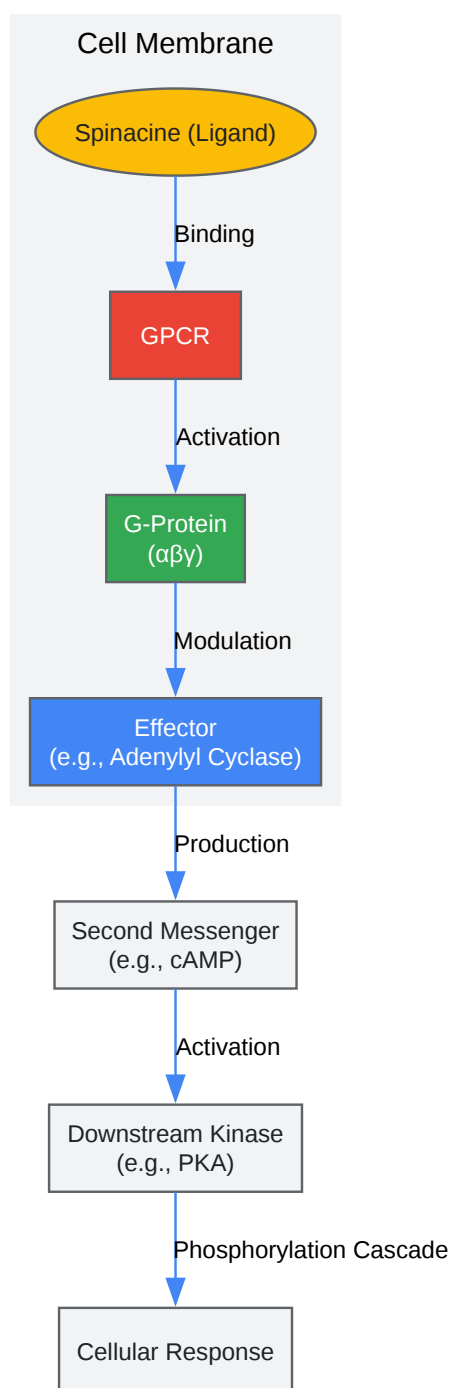 Cell Membrane
Spinacine (Ligand)
Binding
GPCR
Activation
G-Protein
(αβγ)
Modulation
Effector
(e.g., Adenylyl Cyclase)
Production
Second Messenger
(e.g., cAMP)
Activation
Downstream Kinase
(e.g., PKA)
Phosphorylation Cascade
Cellular Response